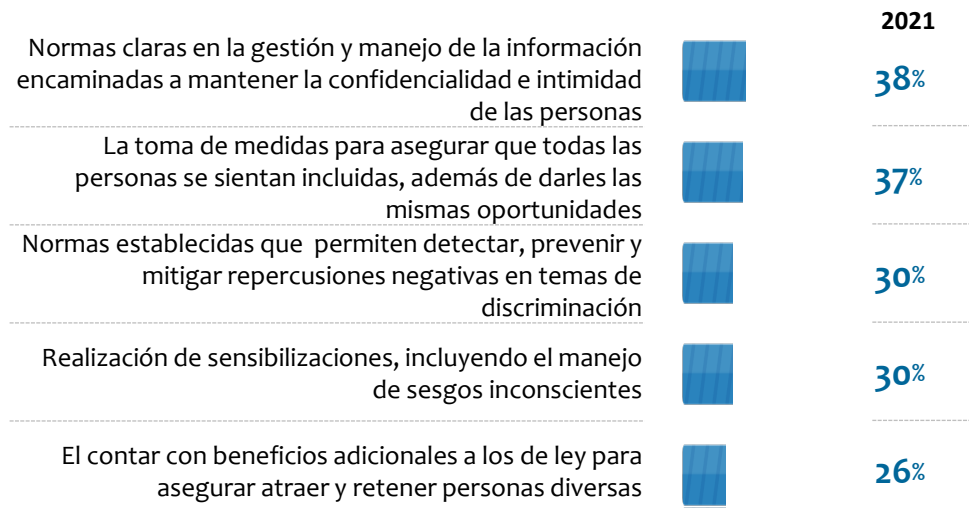 2021
Normas claras en la gestión y manejo de la información
encaminadas a mantener la confidencialidad e intimidad
de las personas
38%
La toma de medidas para asegurar que todas las
personas se sientan incluidas, además de darles las
mismas oportunidades
37%
Normas establecidas que  permiten detectar, prevenir y
mitigar repercusiones negativas en temas de
discriminación
30%
Realización de sensibilizaciones, incluyendo el manejo
de sesgos inconscientes
30%
El contar con beneficios adicionales a los de ley para
asegurar atraer y retener personas diversas
26%